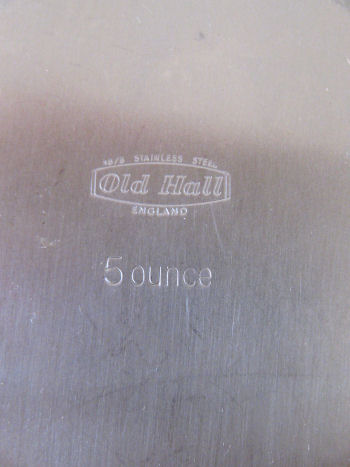 18/8 STAINLESS STEEL
Old Hall
ENGLAND
5 ounce